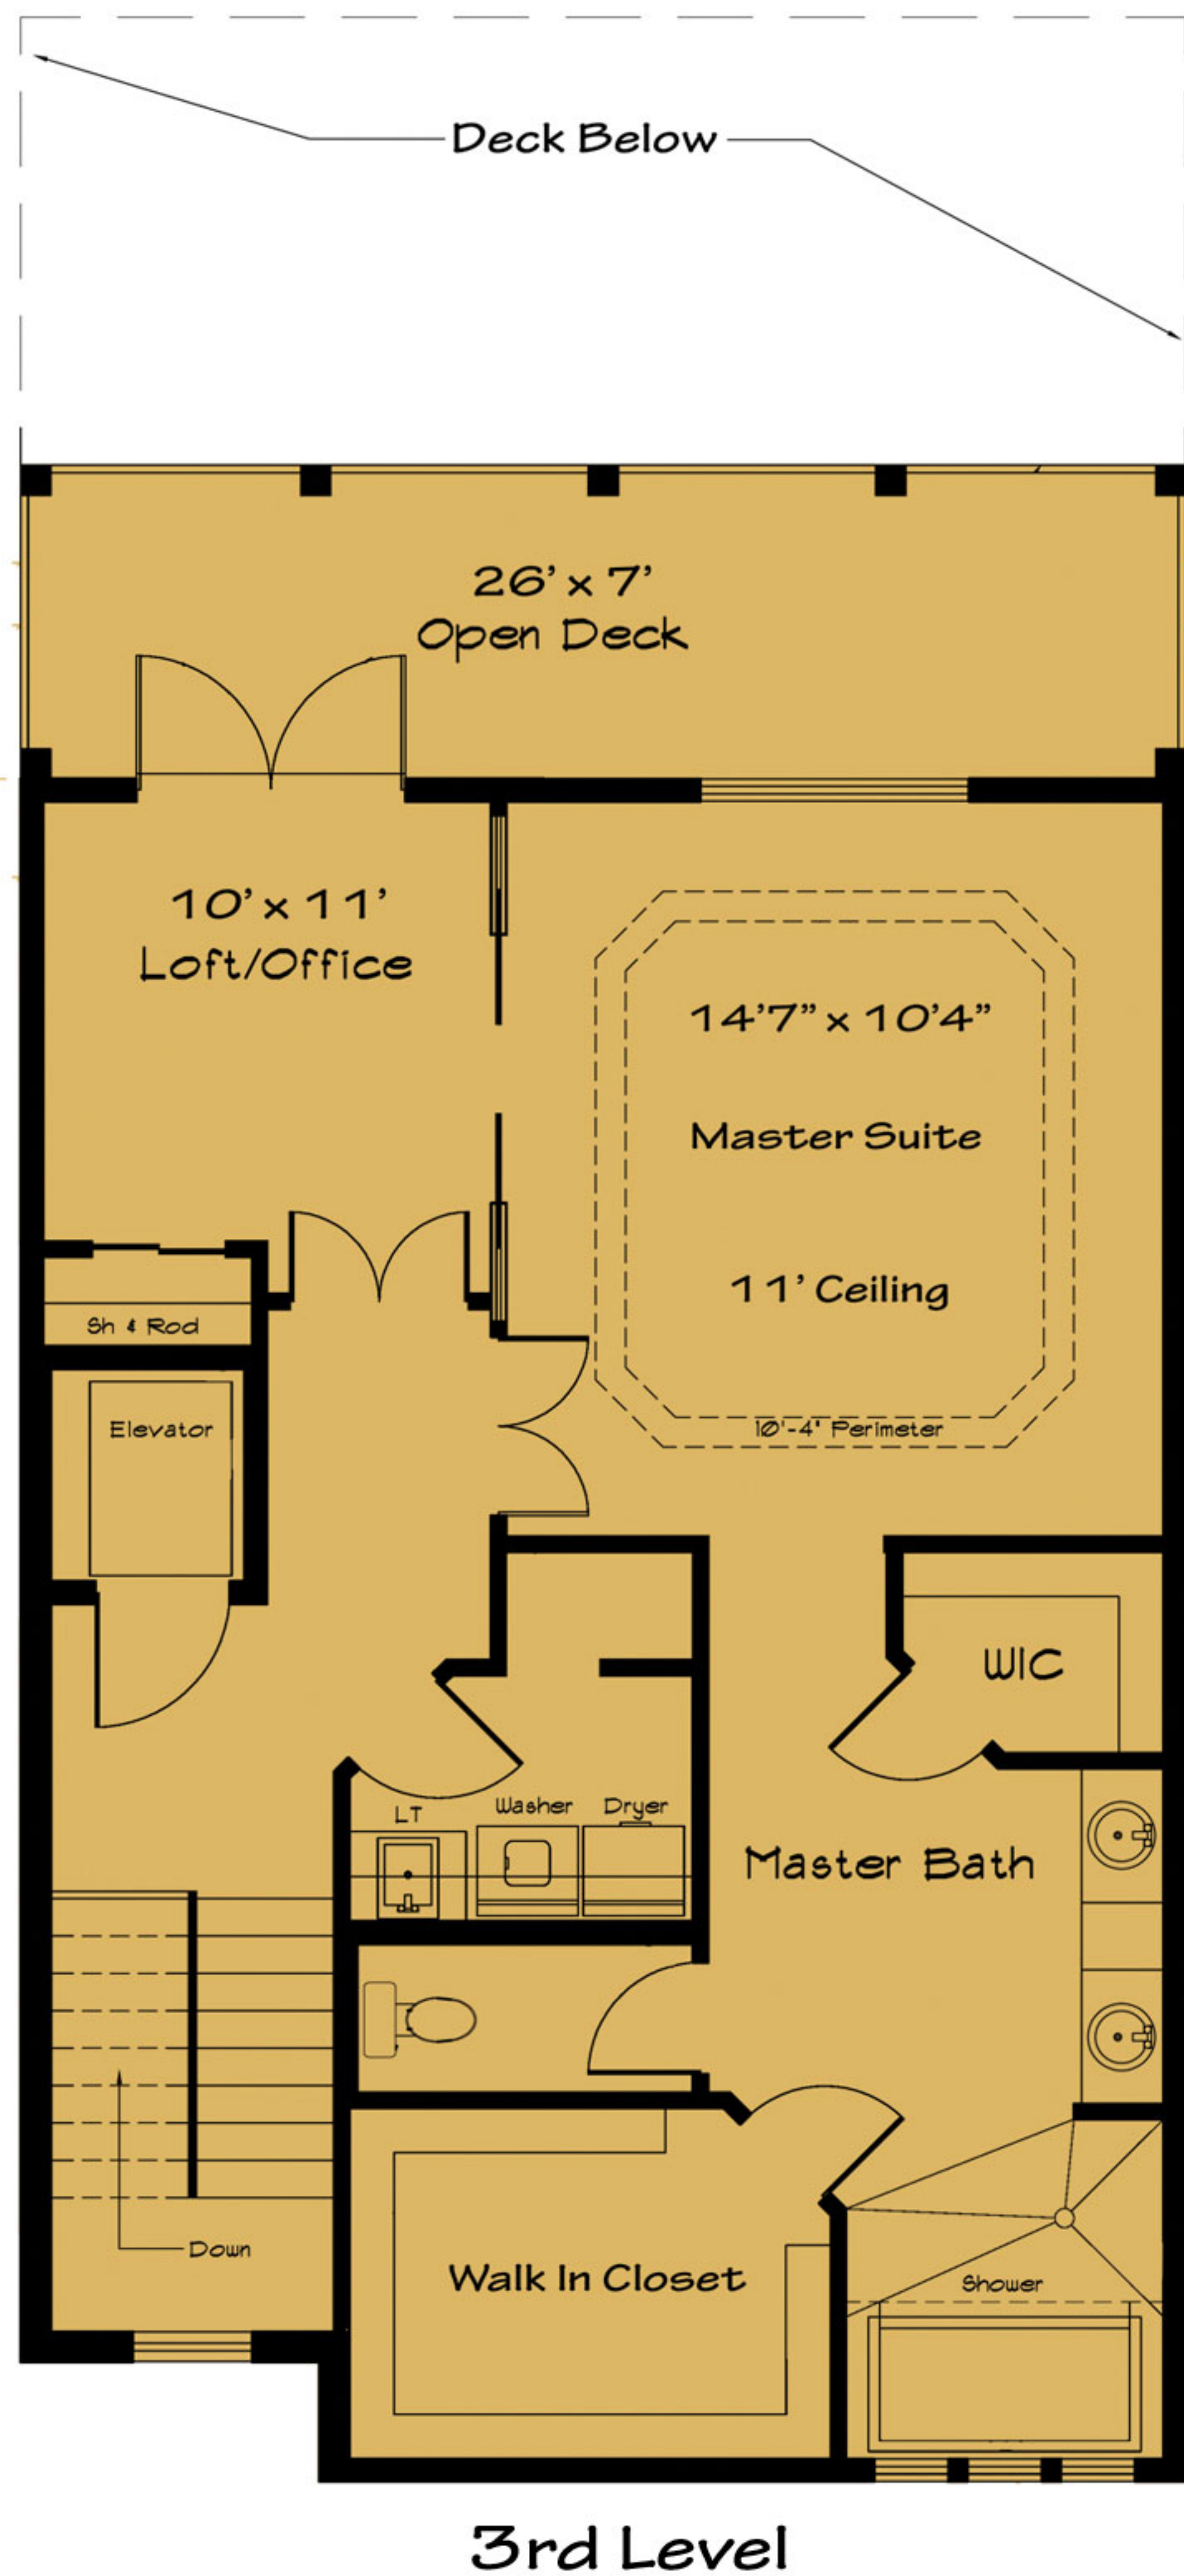 Deck Below
26' x 7'
Open Deck
10' x 11'
Loft/Office
14'7" x 10'4"
Master Suite
11' Ceiling
10'-4" Perimeter
Sh & Rod
Elevator
WIC
LT
Washer
Dryer
Master Bath
Down
Walk In Closet
Shower
3rd Level